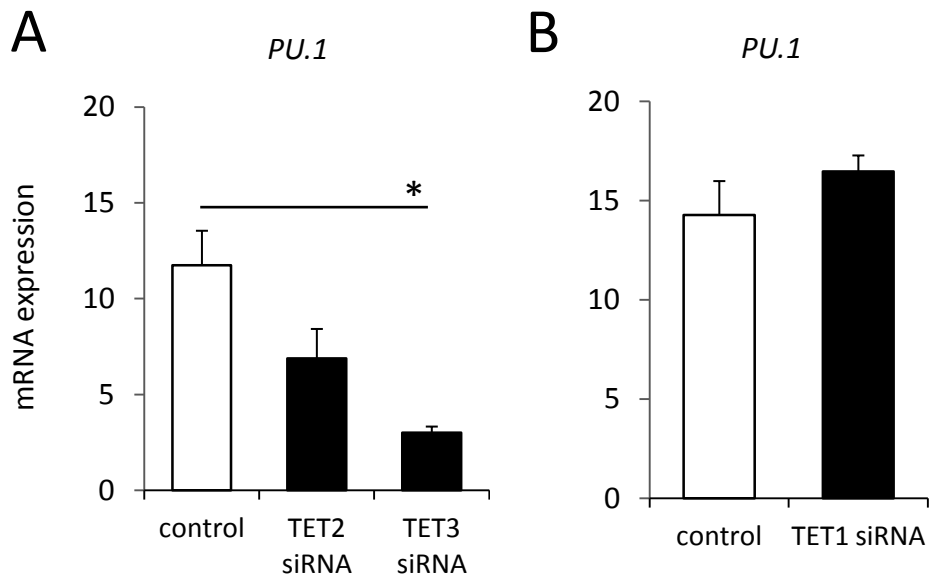 A
PU.1
mRNA expression
20
15
10
5
0
*
control
TET2
siRNA
TET3
siRNA
B
PU.1
20
15
10
5
0
control
TET1 siRNA